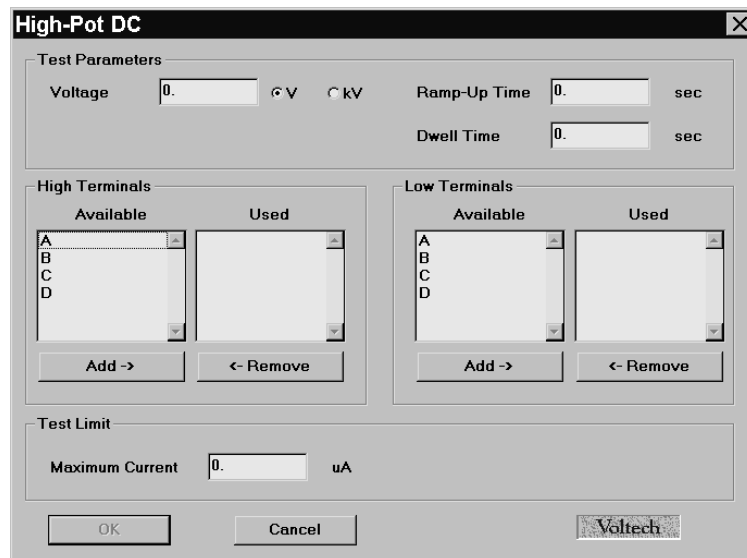 High-Pot DC
Test Parameters
Voltage 0. V kV Ramp-Up Time 0. sec
Dwell Time 0. sec
High Terminals Low Terminals
Available Used Available Used
A A
B B
C C
D D
Add -> <- Remove Add -> <- Remove
Test Limit
Maximum Current 0. uA
OK Cancel Voltech